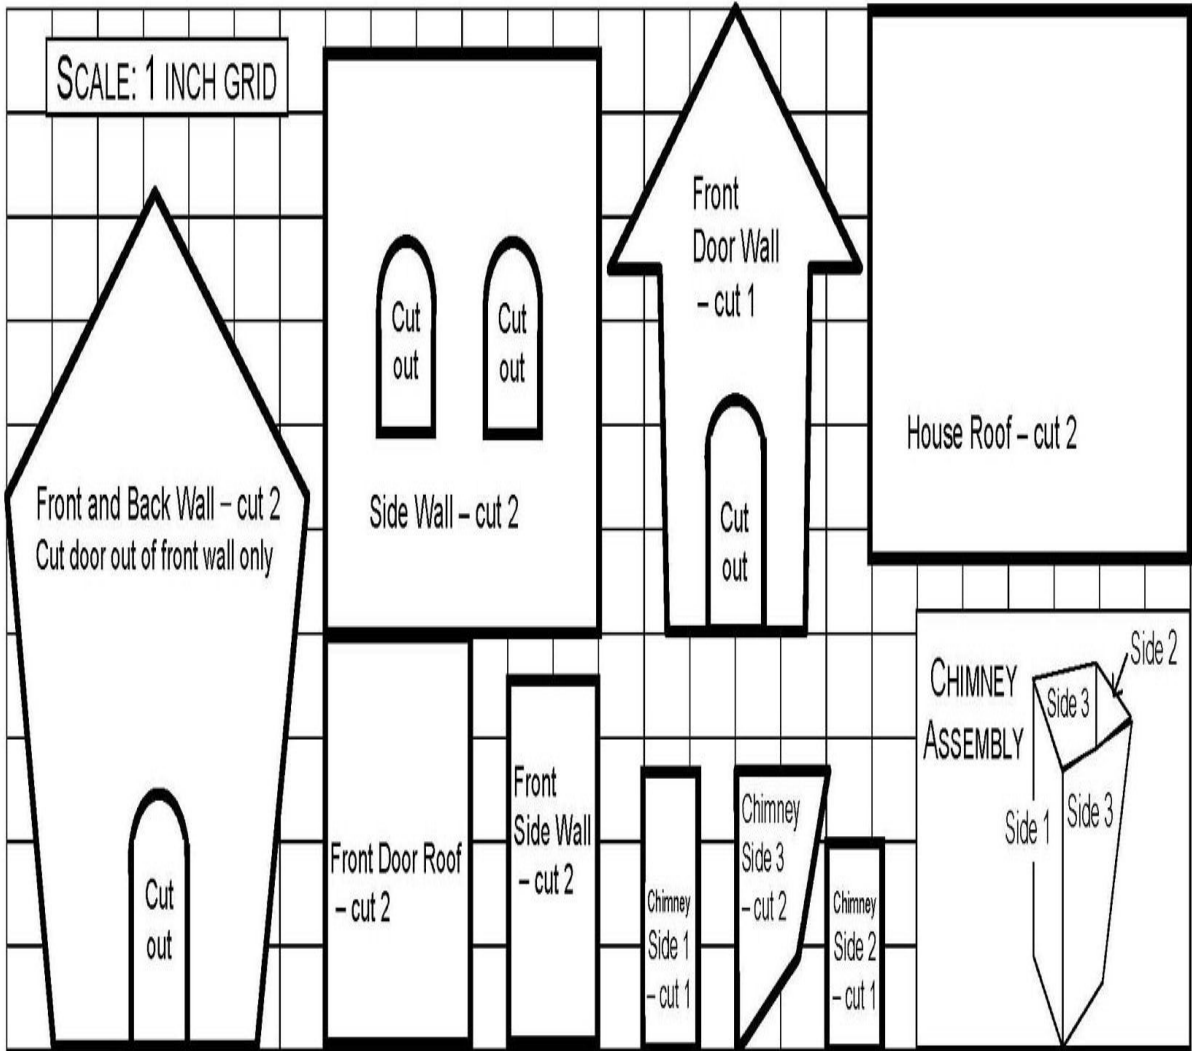 SCALE: 1 INCH GRID
Front and Back Wall – cut 2
Cut door out of front wall only
Cut
out
Cut
out
Cut
out
Side Wall – cut 2
Front
Door Wall
– cut 1
Cut
out
House Roof – cut 2
Front Door Roof
– cut 2
Front
Side Wall
– cut 2
Chimney
Side 1
– cut 1
Chimney
Side 3
– cut 2
Chimney
Side 2
– cut 1
CHIMNEY
ASSEMBLY
Side 2
Side 3
Side 1
Side 3